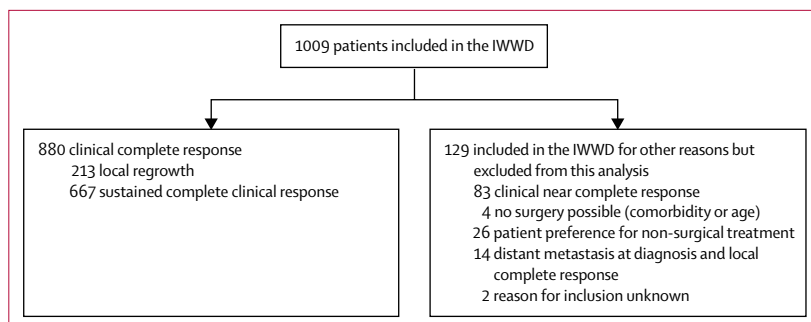 1009 patients included in the IWWD
880 clinical complete response
213 local regrowth
667 sustained complete clinical response
129 included in the IWWD for other reasons but
excluded from this analysis
83 clinical near complete response
4 no surgery possible (comorbidity or age)
26 patient preference for non-surgical treatment
14 distant metastasis at diagnosis and local
complete response
2 reason for inclusion unknown